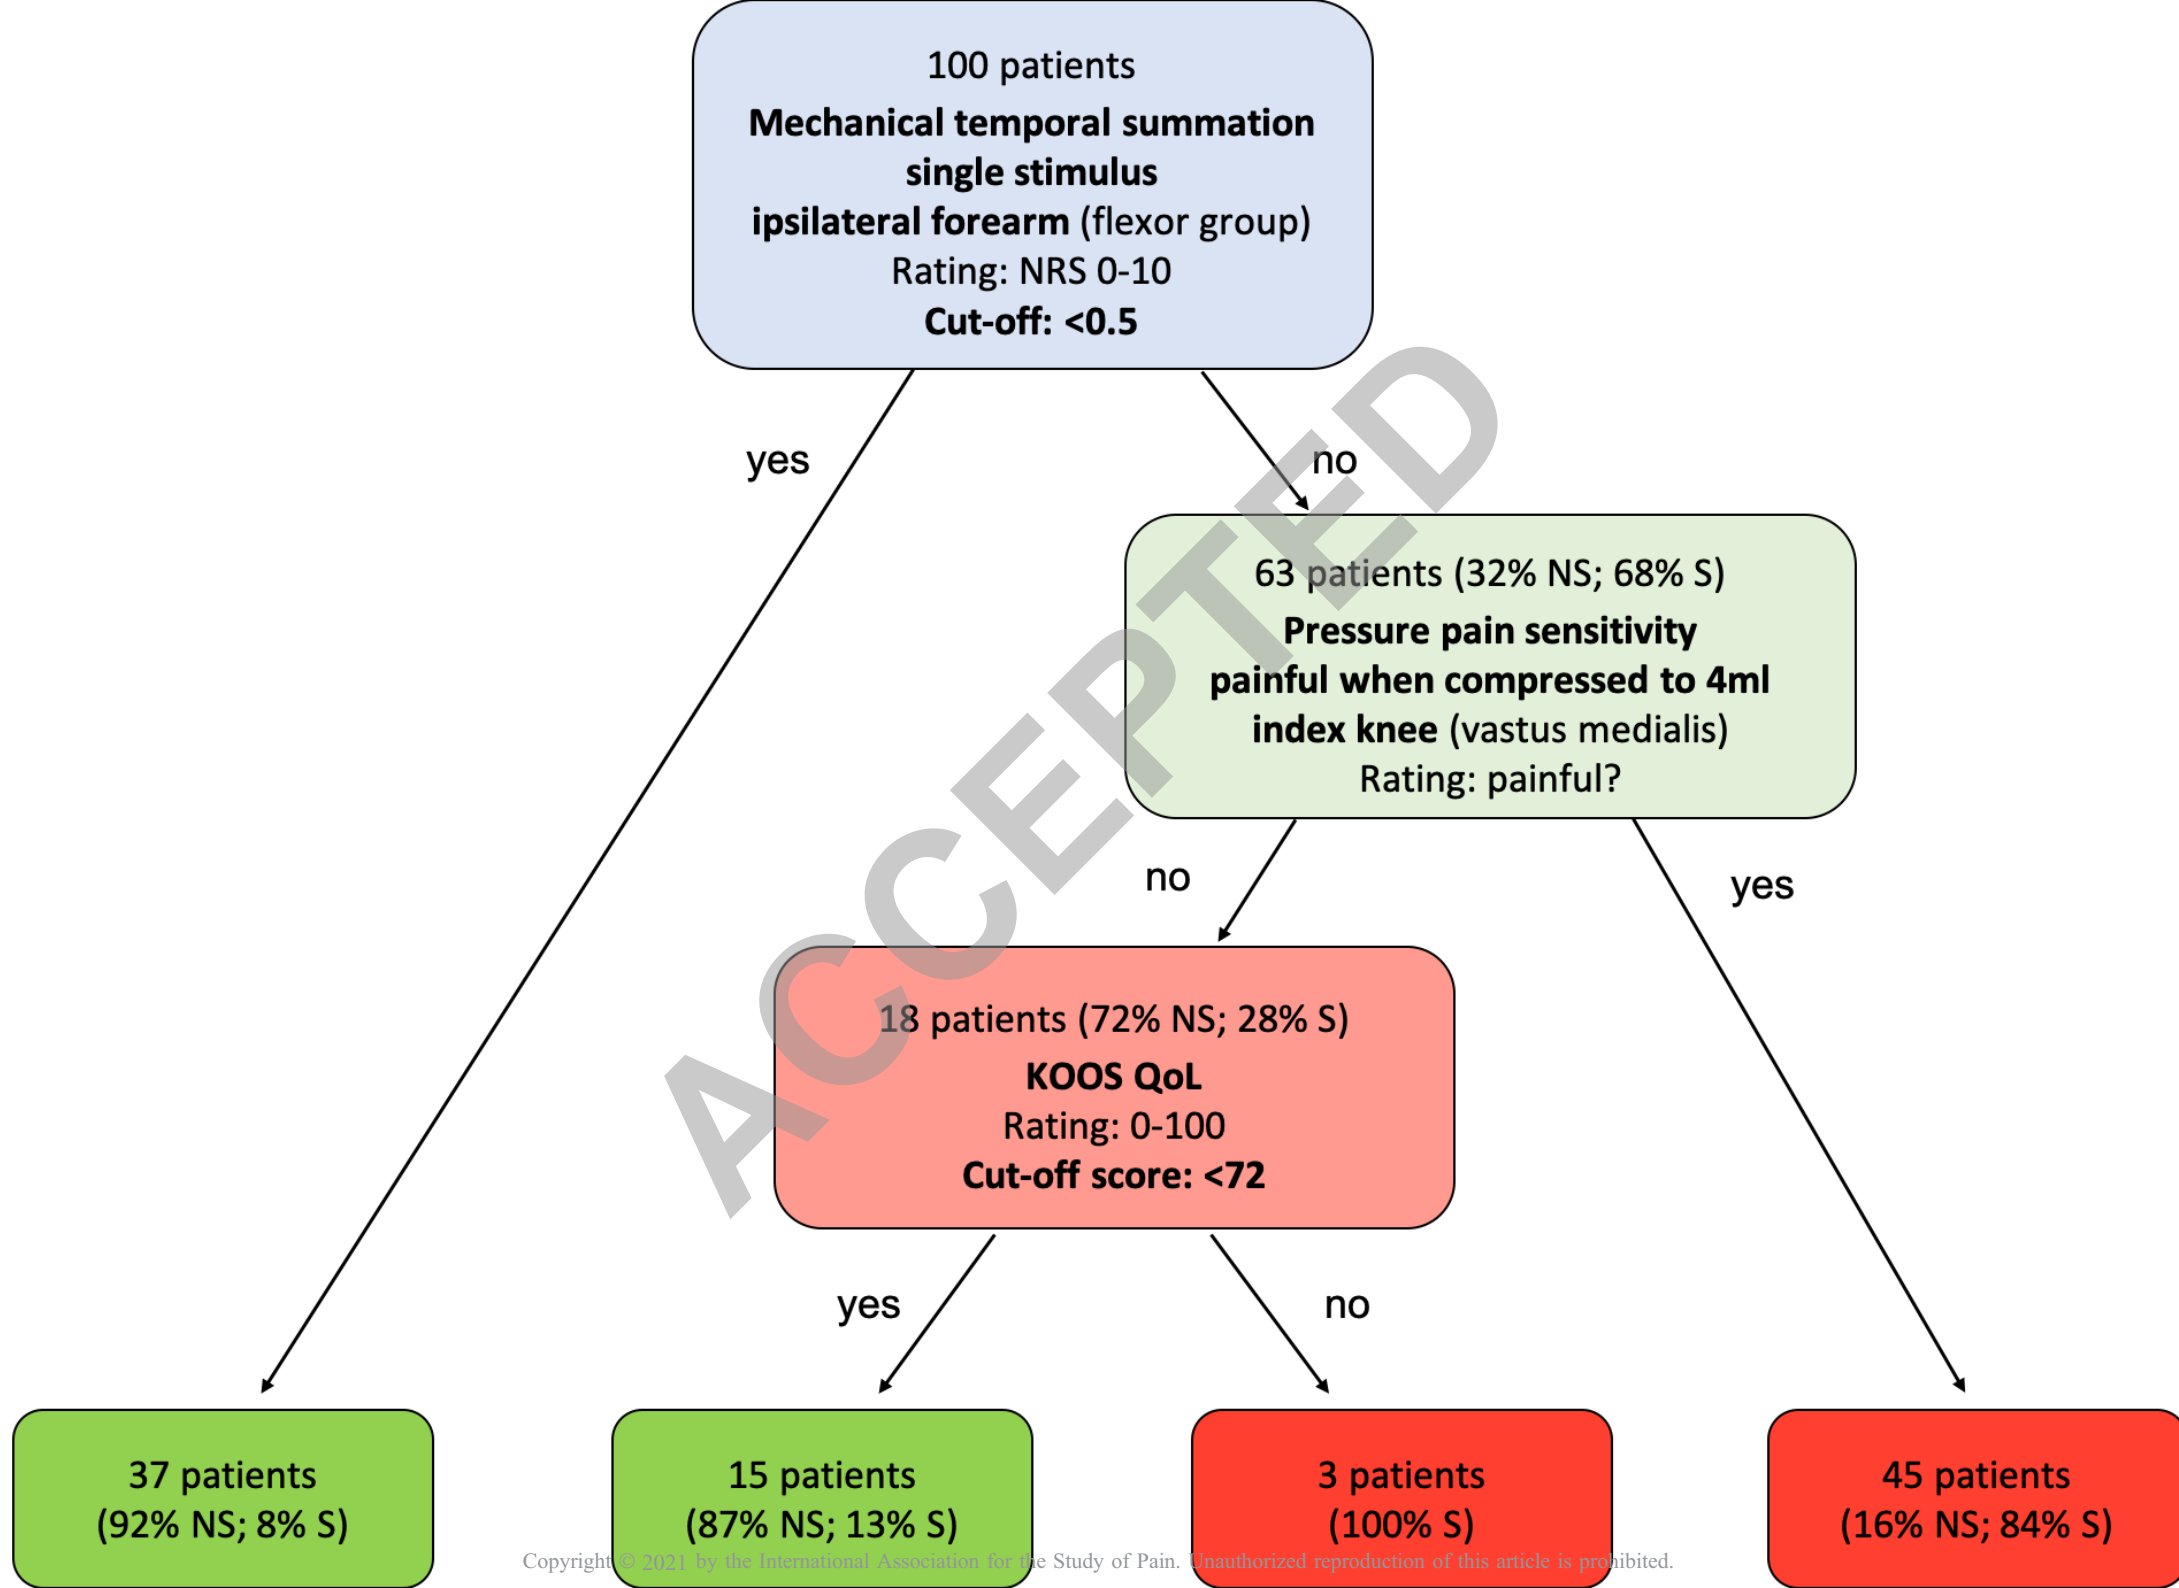 100 patients
Mechanical temporal summation
single stimulus
ipsilateral forearm (flexor group)
Rating: NRS 0-10
Cut-off: <0.5
yes
no
63 patients (32% NS; 68% S)
Pressure pain sensitivity
painful when compressed to 4ml
index knee (vastus medialis)
Rating: painful?
no
yes
18 patients (72% NS; 28% S)
KOOS QoL
Rating: 0-100
Cut-off score: <72
yes
no
37 patients
(92% NS; 8% S)
15 patients
(87% NS; 13% S)
3 patients
(100% S)
45 patients
(16% NS; 84% S)
ACCEPTED
Copyright © 2021 by the International Association for the Study of Pain. Unauthorized reproduction of this article is prohibited.